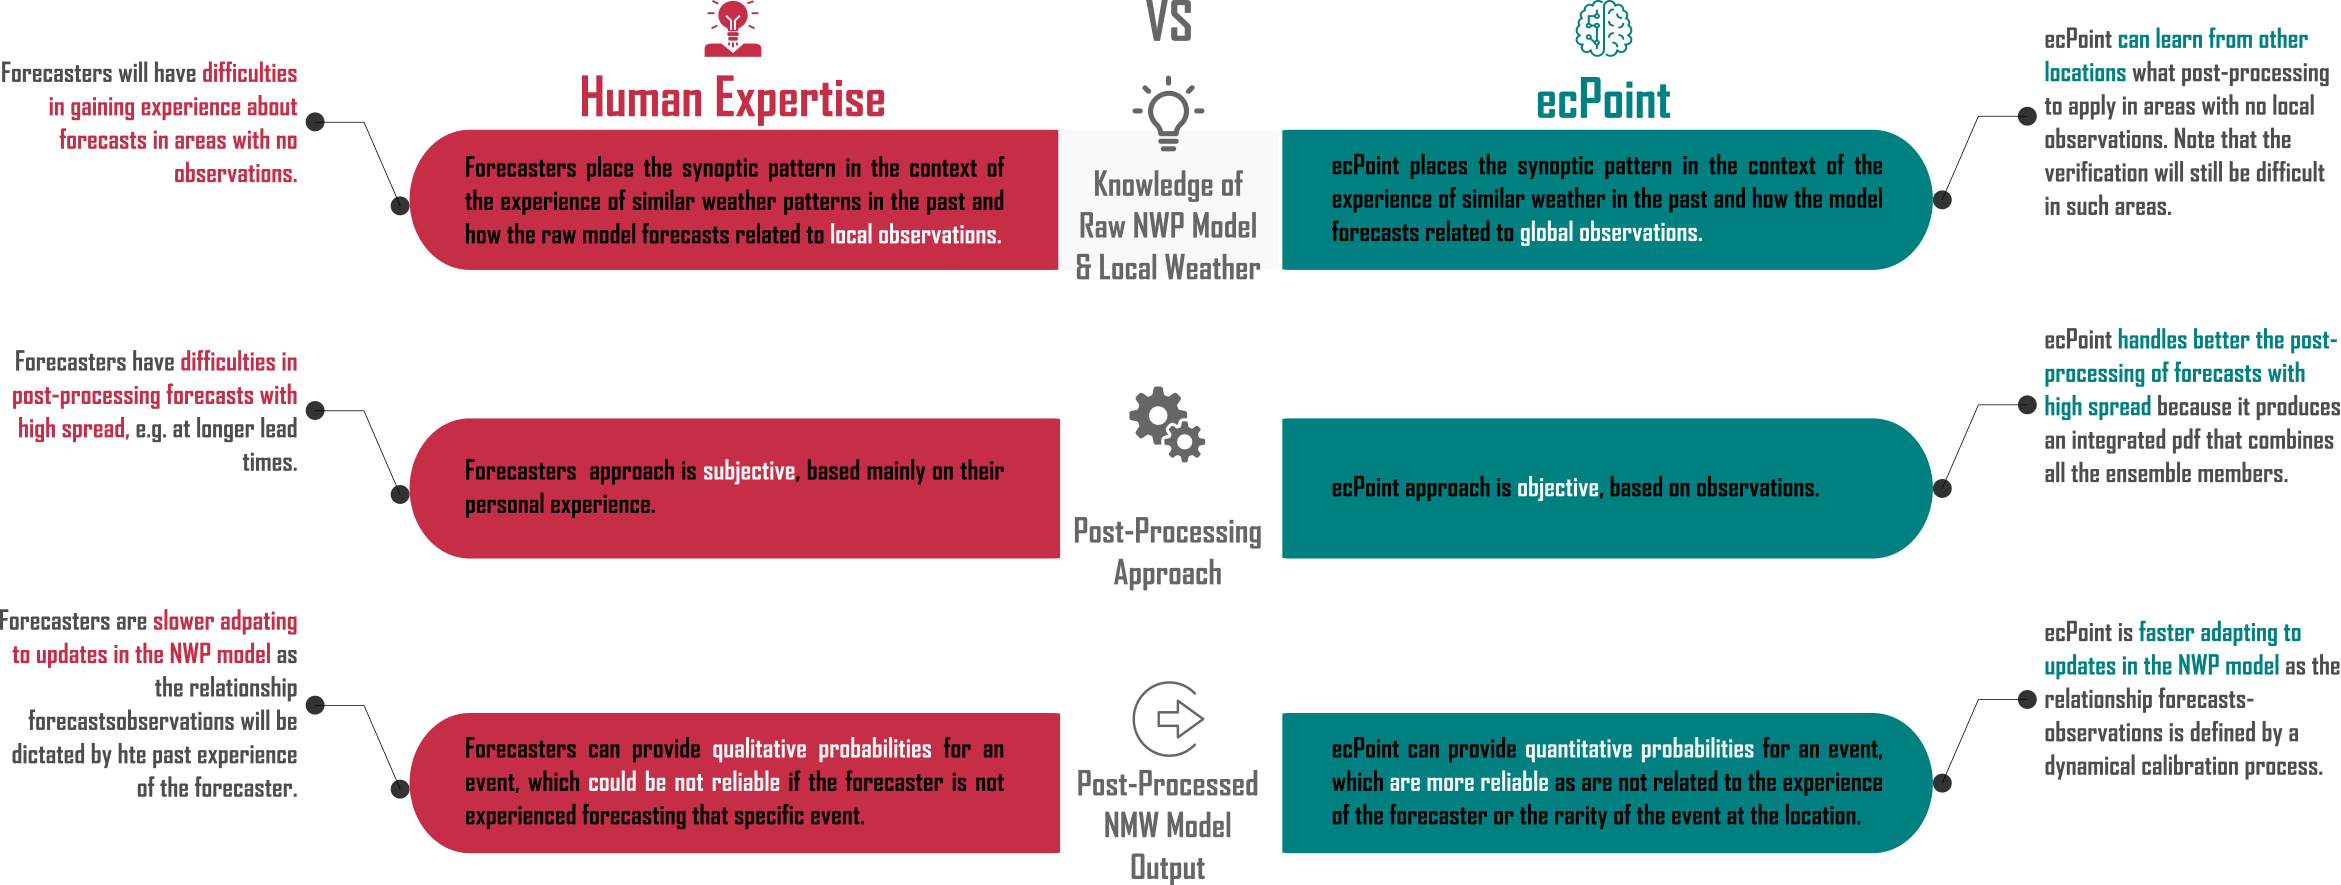 VS
Human Expertise
ecPoint
Forecasters will have difficulties
in gaining experience about
forecasts in areas with no
observations.
Forecasters place the synoptic pattern in the context of
the experience of similar weather patterns in the past and
how the raw model forecasts related to local observations.
Knowledge of
Raw NWP Model
& Local Weather
ecPoint places the synoptic pattern in the context of the
experience of similar weather in the past and how the model
forecasts related to global observations.
ecPoint can learn from other
locations what post-processing
to apply in areas with no local
observations. Note that the
verification will still be difficult
in such areas.
Forecasters have difficulties in
post-processing forecasts with
high spread, e.g. at longer lead
times.
Forecasters approach is subjective, based mainly on their
personal experience.
Post-Processing
Approach
ecPoint approach is objective, based on observations.
ecPoint handles better the post-
processing of forecasts with
high spread because it produces
an integrated pdf that combines
all the ensemble members.
Forecasters are slower adpating
to updates in the NWP model as
the relationship
forecastsobservations will be
dictated by hte past experience
of the forecaster.
Forecasters can provide qualitative probabilities for an
event, which could be not reliable if the forecaster is not
experienced forecasting that specific event.
Post-Processed
NMW Model
Output
ecPoint can provide quantitative probabilities for an event,
which are more reliable as are not related to the experience
of the forecaster or the rarity of the event at the location.
ecPoint is faster adapting to
updates in the NWP model as the
relationship forecasts-
observations is defined by a
dynamical calibration process.